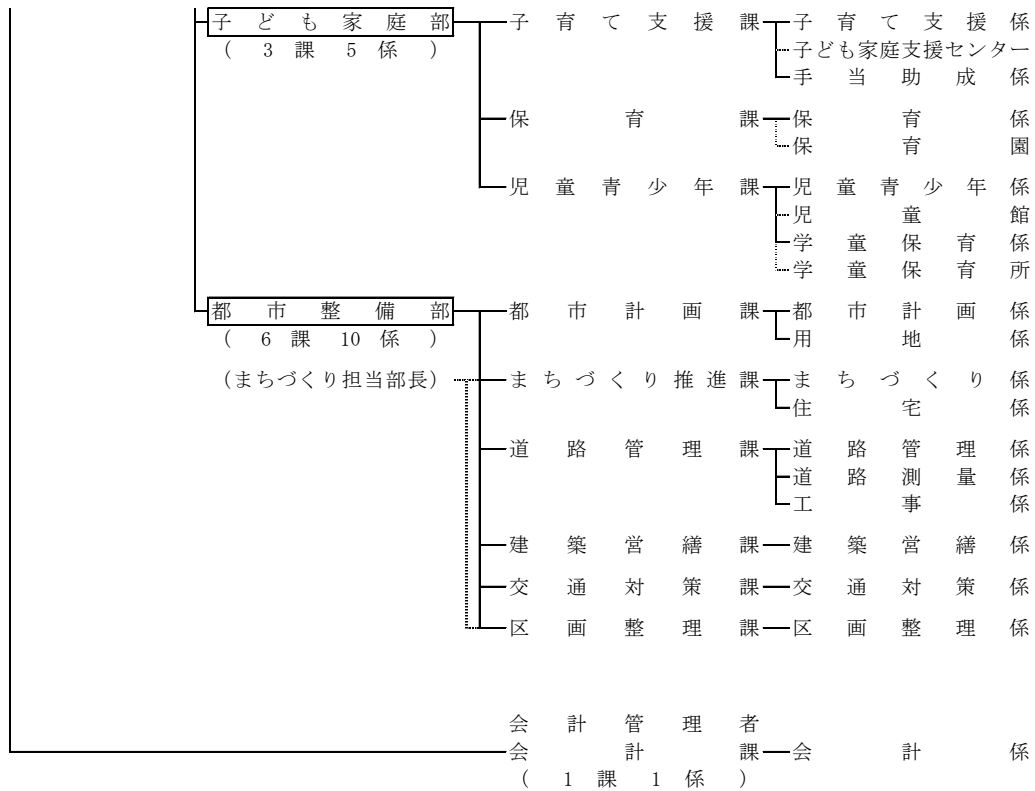 子ども家庭部 子育て支援課 子育て支援係
(3課5係) 子ども家庭支援センター
手当助成係
保育課 保育係
保育園
児童青少年課 児童青少年係
児童館
学童保育係
学童保育所
都市整備部 都市計画課 都市計画係
(6課10係) 用地係
(まちづくり担当部長) まちづくり推進課 まちづくり係
住宅係
道路管理課 道路管理係
道路測量係
工事係
建築営繕課 建築営繕係
交通対策課 交通対策係
区画整理課 区画整理係
会計管理者
会計課 会計係
(1課1係)